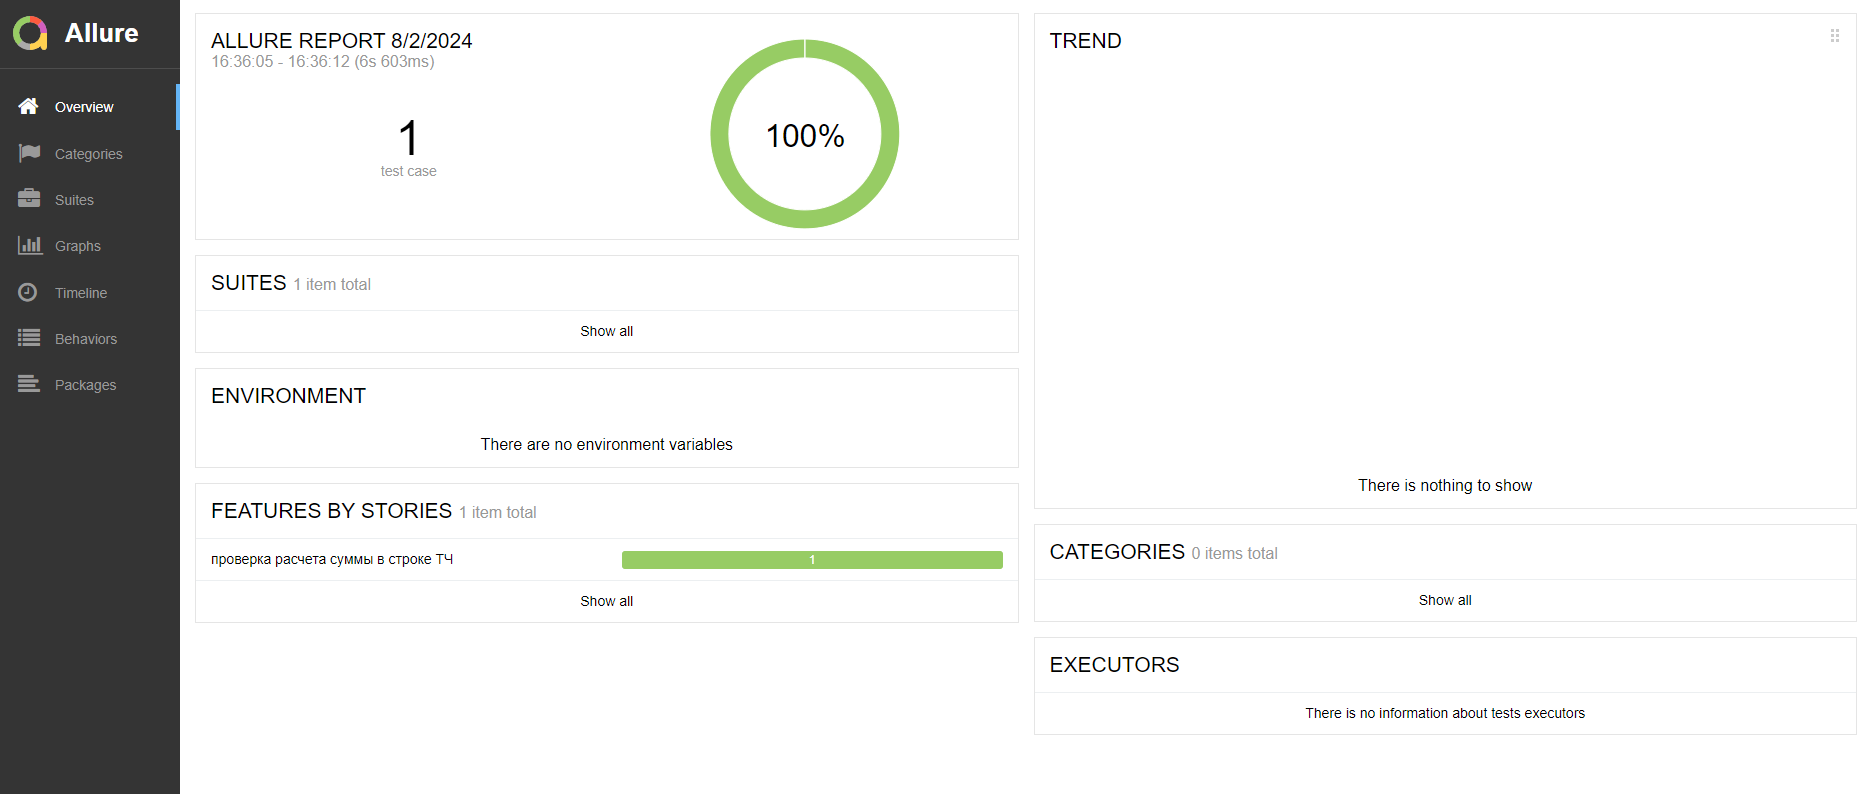 Allure
Overview
Categories
Suites
Graphs
Timeline
Behaviors
Packages
ALLURE REPORT 8/2/2024
16:36:05 - 16:36:12 (6s 603ms)
1
test case
100%
SUITES 1 item total
Show all
ENVIRONMENT
There are no environment variables
FEATURES BY STORIES 1 item total
проверка расчета суммы в строке ТЧ 1
Show all
TREND
There is nothing to show
CATEGORIES 0 items total
Show all
EXECUTORS
There is no information about tests executors